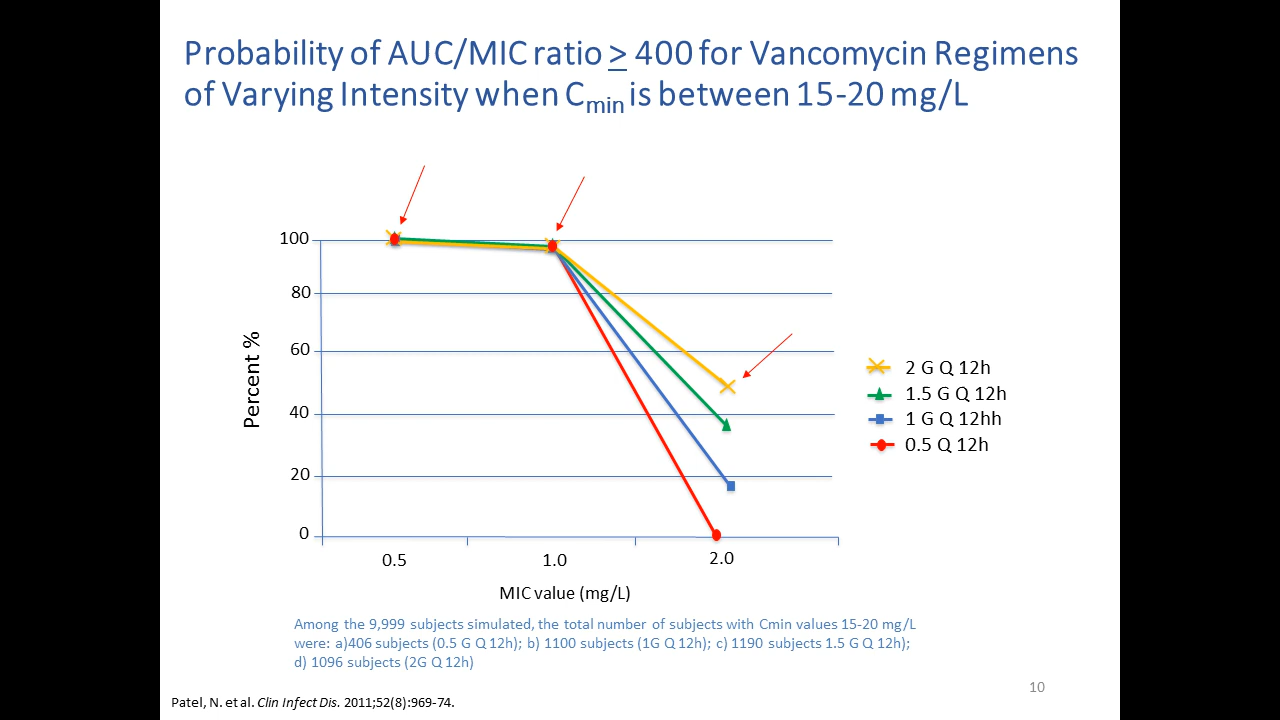 Probability of AUC/MIC ratio > 400 for Vancomycin Regimens
of Varying Intensity when Cmin is between 15-20 mg/L
100
80
60
40
20
0
Percent %
0.5
1.0
2.0
MIC value (mg/L)
2 G Q 12h
1.5 G Q 12h
1 G Q 12hh
0.5 Q 12h
Among the 9,999 subjects simulated, the total number of subjects with Cmin values 15-20 mg/L
were: a)406 subjects (0.5 G Q 12h); b) 1100 subjects (1G Q 12h); c) 1190 subjects 1.5 G Q 12h);
d) 1096 subjects (2G Q 12h)
10
Patel, N. et al. Clin Infect Dis. 2011;52(8):969-74.